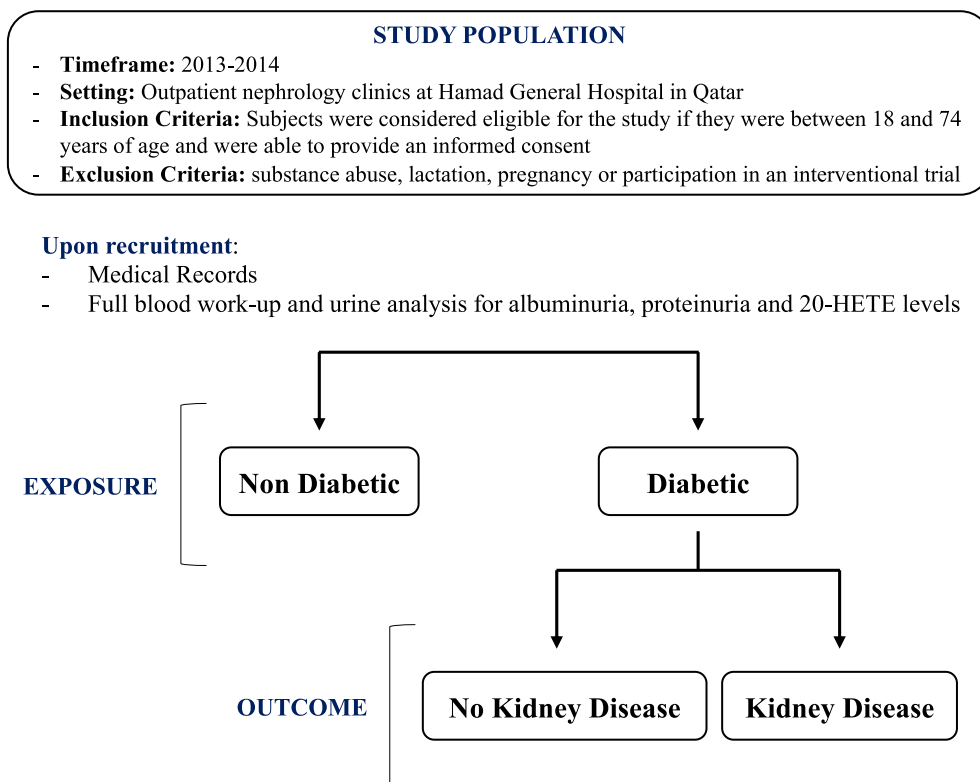 STUDY POPULATION
- Timeframe: 2013-2014
- Setting: Outpatient nephrology clinics at Hamad General Hospital in Qatar
- Inclusion Criteria: Subjects were considered eligible for the study if they were between 18 and 74
years of age and were able to provide an informed consent
- Exclusion Criteria: substance abuse, lactation, pregnancy or participation in an interventional trial
Upon recruitment:
- Medical Records
- Full blood work-up and urine analysis for albuminuria, proteinuria and 20-HETE levels
EXPOSURE
Non Diabetic
Diabetic
OUTCOME
No Kidney Disease
Kidney Disease